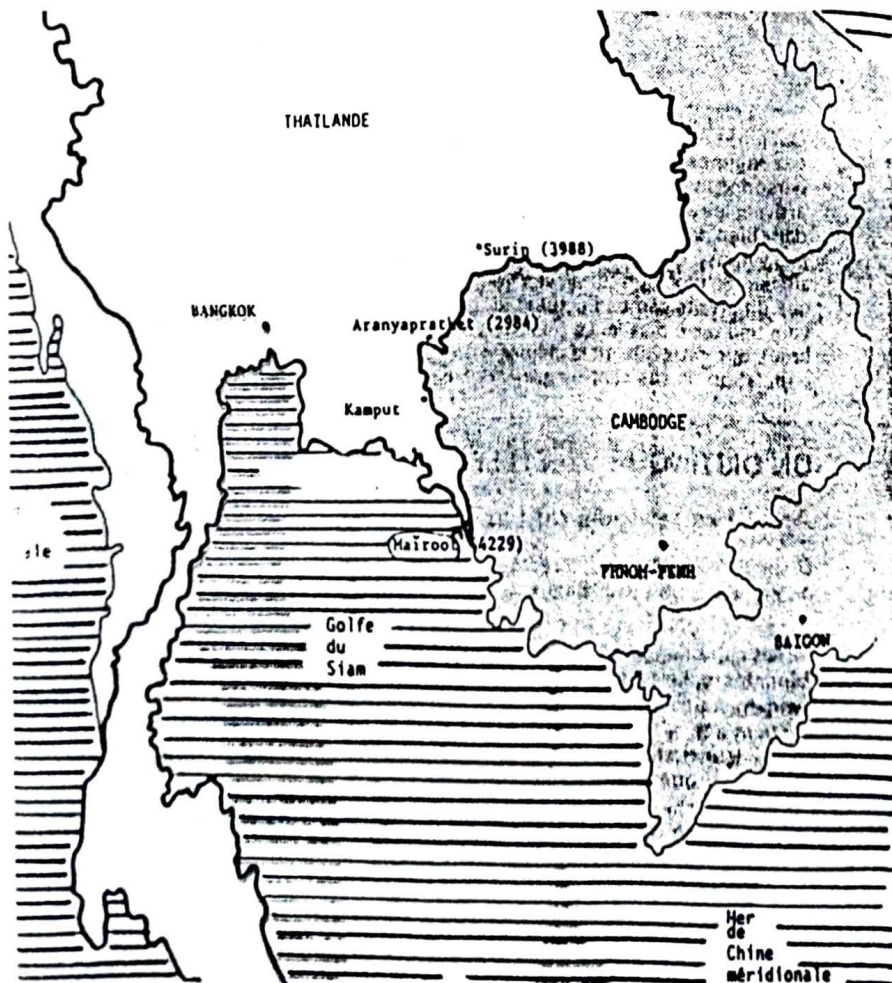 THAILANDE
°Surin (3988)
BANGKOK
Aranyaprathet (2984)
Kamput
CAMBODGE
Maïroot (4229)
PHNOM-PENH
SAIGON
Golfe
du
Siam
Mer
de
Chine
méridionale